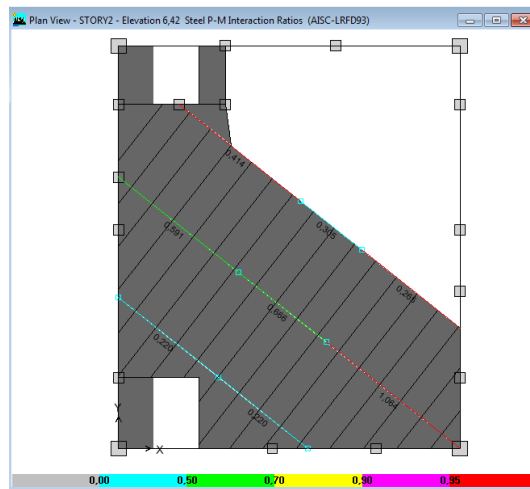 Plan View - STORY2 - Elevation 6,42 Steel P-M Interaction Ratios (AISC-LRFD93)
0,414
0,305
0,591
0,265
0,666
0,220
1,064
Y
0,220
X
0,00 0,50 0,70 0,90 0,95